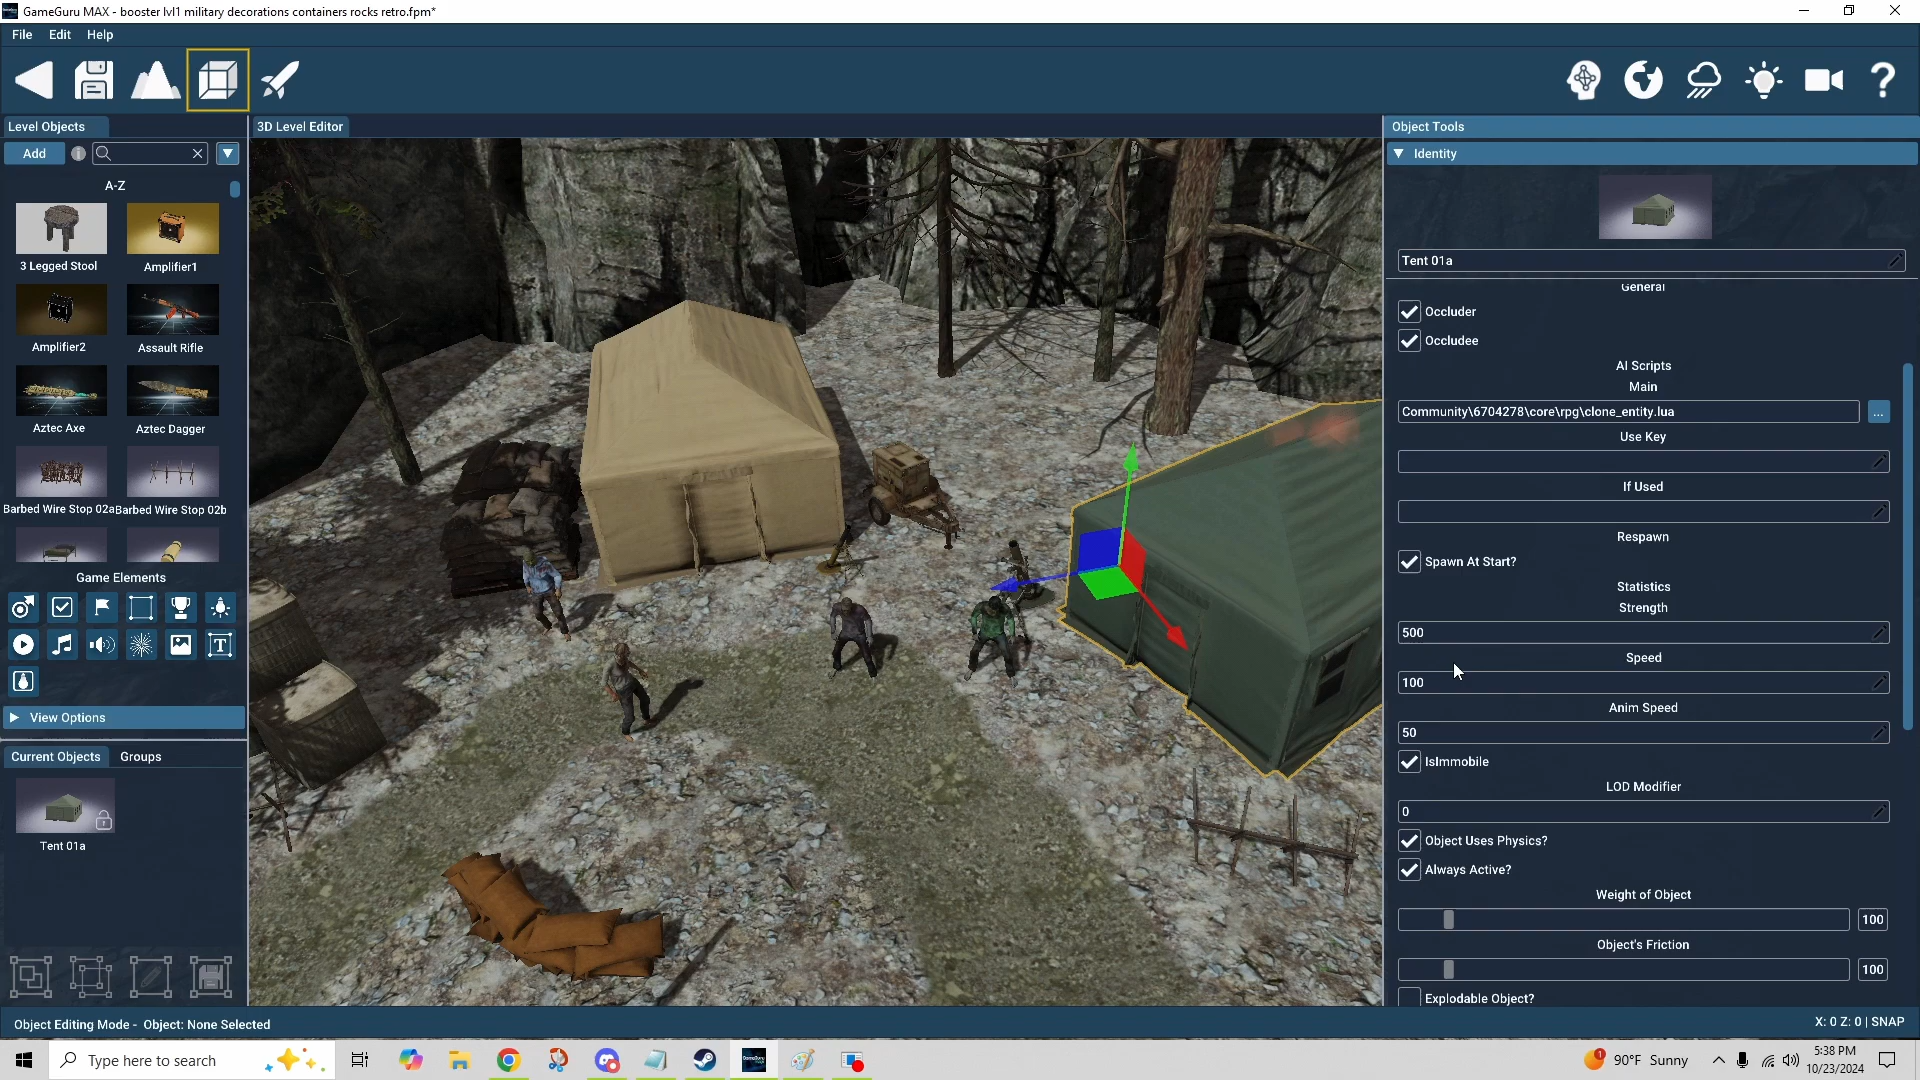 GameGuru MAX - booster lvl1 military decorations containers rocks retro.fpm*
File Edit Help
Level Objects
3D Level Editor
Object Tools
Add
Identity
A-Z
3 Legged Stool
Amplifier1
Tent 01a
General
Occluder
Amplifier2
Assault Rifle
Occludee
AI Scripts
Main
Community\6704278\core\rpg\clone_entity.lua
...
Aztec Axe
Aztec Dagger
Use Key
If Used
Barbed Wire Stop 02a
Barbed Wire Stop 02b
Respawn
Spawn At Start?
Game Elements
Statistics
Strength
500
Speed
100
View Options
Anim Speed
50
Current Objects
Groups
IsImmobile
LOD Modifier
0
Object Uses Physics?
Tent 01a
Always Active?
Weight of Object
100
Object's Friction
100
Explodable Object?
Object Editing Mode - Object: None Selected
X: 0 Z: 0 | SNAP
Type here to search
90°F Sunny
5:38 PM
10/23/2024